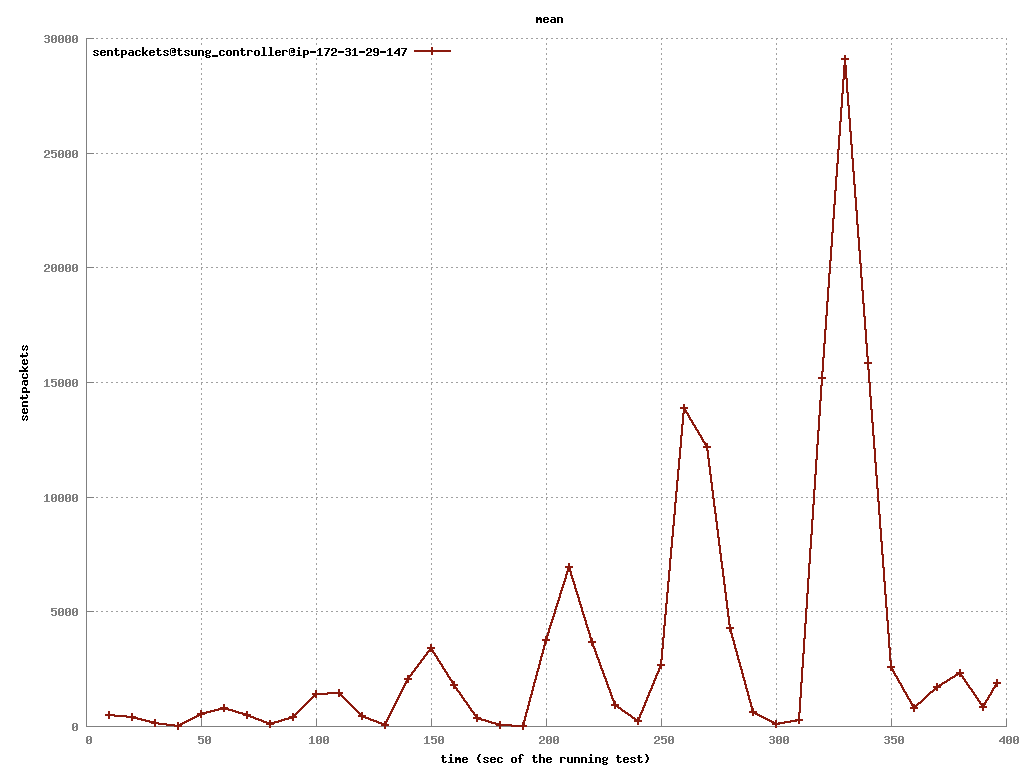 mean
30000
sentpackets@tsung_controller@ip-172-31-29-147
25000
20000
15000
10000
5000
0
sentpackets
0 50 100 150 200 250 300 350 400
time (sec of the running test)